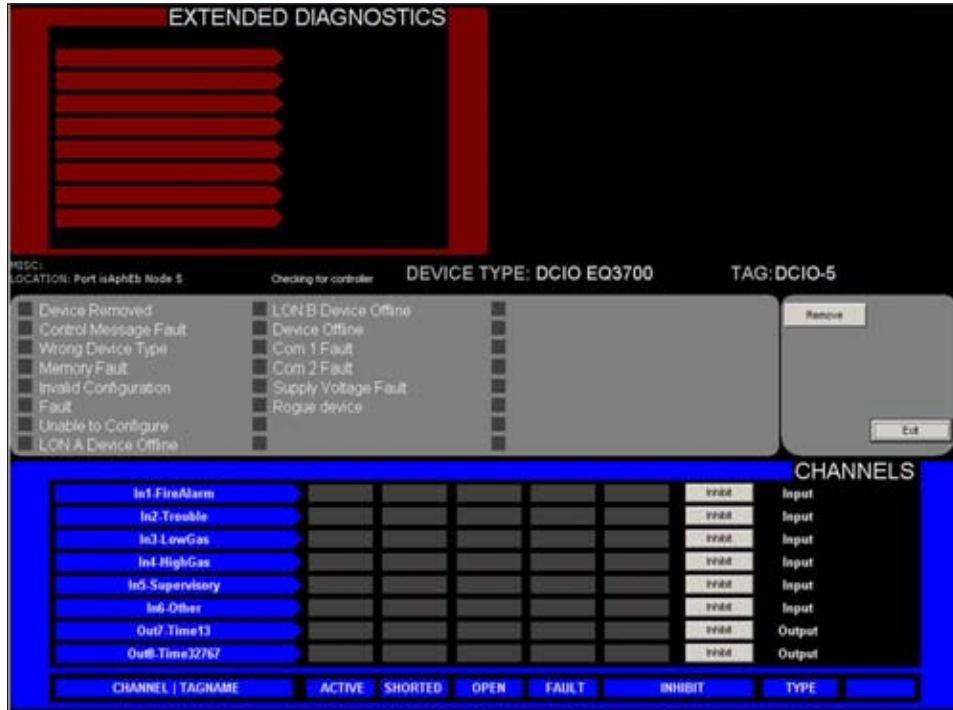 EXTENDED DIAGNOSTICS
MISC:
LOCATION: Port isAphEb Node 5 Checking for controller DEVICE TYPE: DCIO EQ3700 TAG: DCIO-5
Device Removed LON B Device Offline Remove
Control Message Fault Device Offline
Wrong Device Type Com 1 Fault
Memory Fault Com 2 Fault
Invalid Configuration Supply Voltage Fault
Fault Rogue device
Unable to Configure Exit
LON A Device Offline
CHANNELS
In1-FireAlarm Inhibit Input
In2-Trouble Inhibit Input
In3-LowGas Inhibit Input
In4-HighGas Inhibit Input
In5-Supervisory Inhibit Input
In6-Other Inhibit Input
Out7-Time13 Inhibit Output
Out8-Time32767 Inhibit Output
CHANNEL | TAGNAME ACTIVE SHORTED OPEN FAULT INHIBIT TYPE